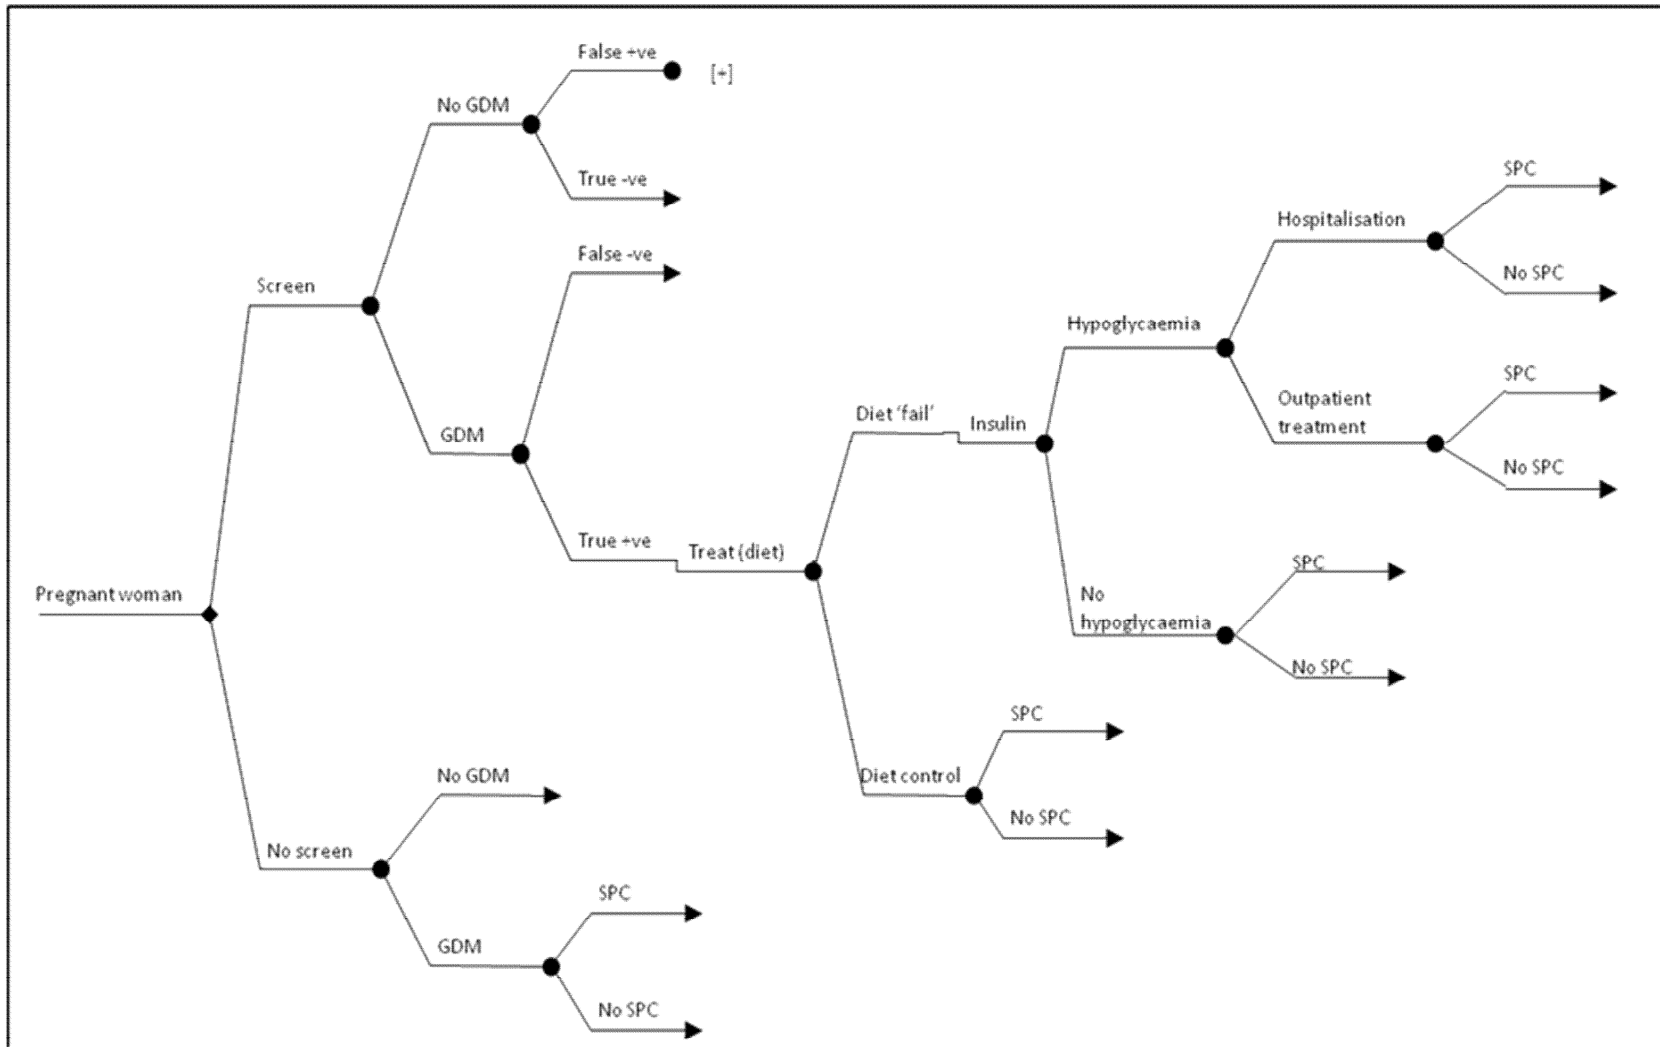 False +ve
[+]
No GDM
True -ve
SPC
Hospitalisation
False -ve
No SPC
Screen
Hypoglycaemia
SPC
Outpatient
treatment
Diet 'fail'
Insulin
GDM
No SPC
True +ve
Treat (diet)
SPC
Pregnant woman
No
hypoglycaemia
No SPC
SPC
Diet control
No GDM
No SPC
No screen
SPC
GDM
No SPC